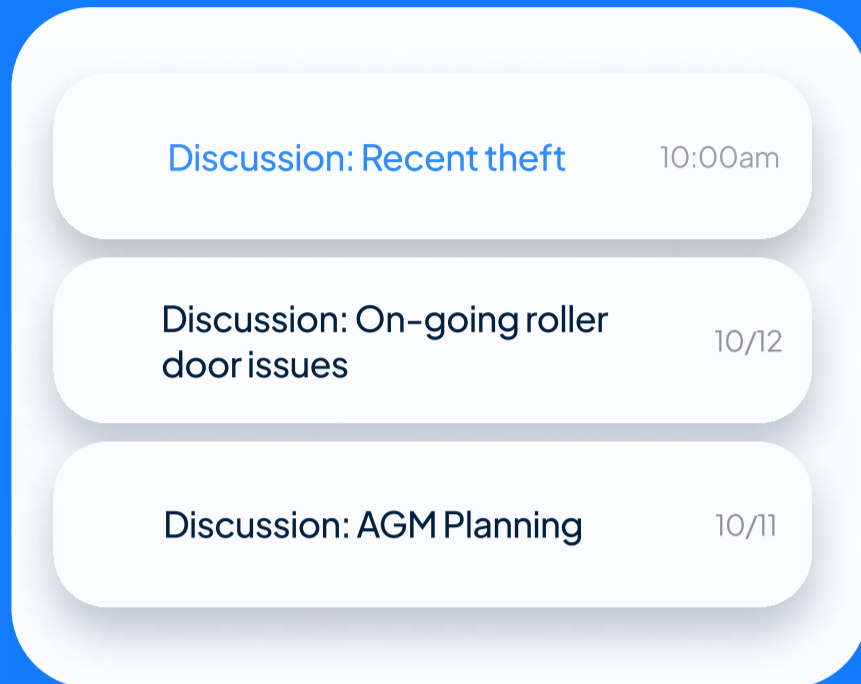 Discussion: Recent theft 10:00am
Discussion: On-going roller
door issues
10/12
Discussion: AGM Planning 10/11